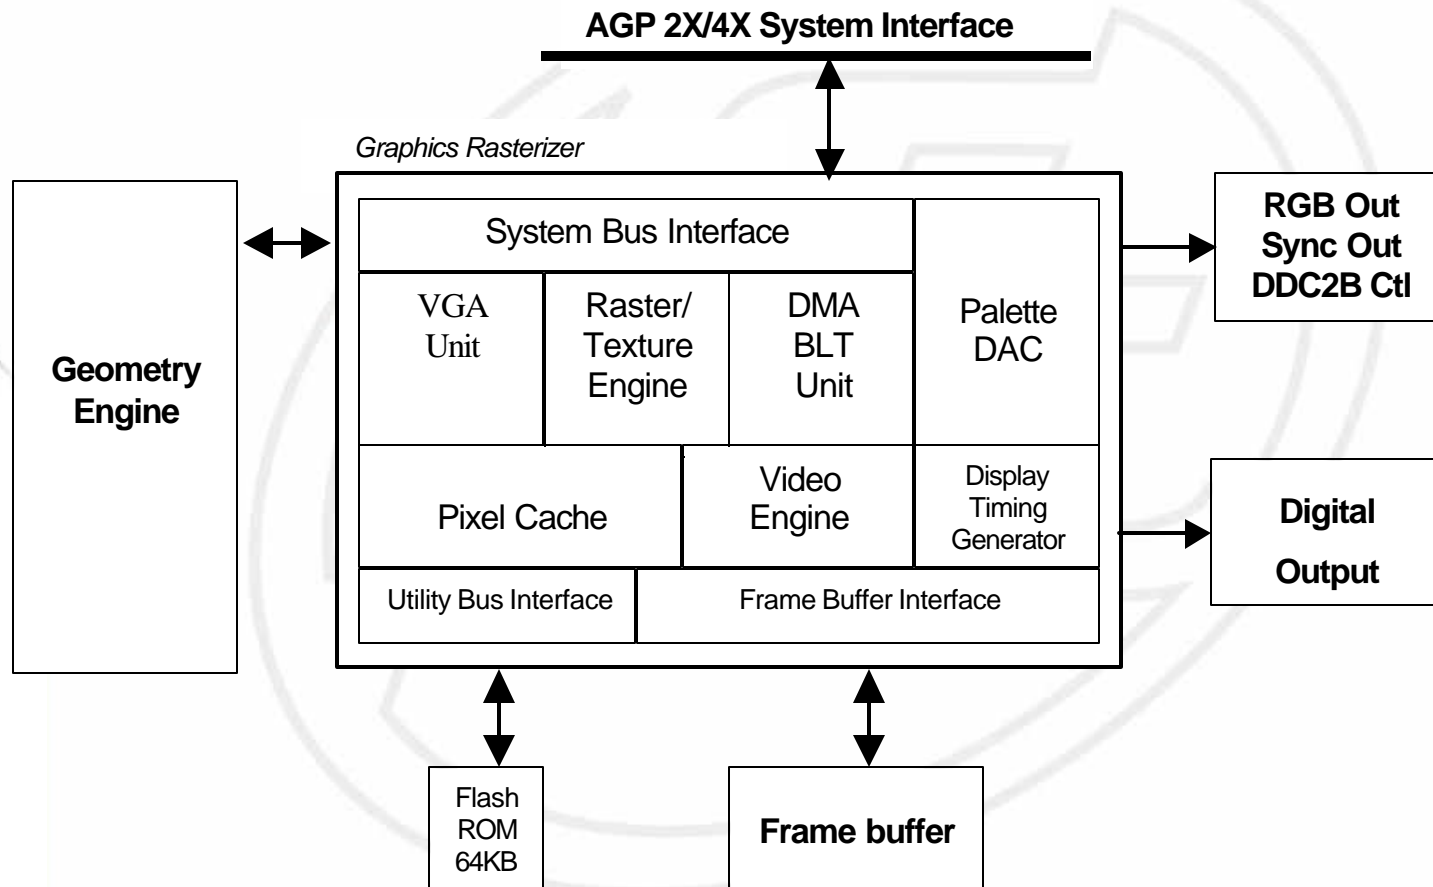 AGP 2X/4X System Interface
Graphics Rasterizer
Geometry
Engine
System Bus Interface
VGA
Unit
Raster/
Texture
Engine
DMA
BLT
Unit
Palette
DAC
Pixel Cache
Video
Engine
Display
Timing
Generator
Utility Bus Interface
Frame Buffer Interface
RGB Out
Sync Out
DDC2B Ctl
Digital
Output
Flash
ROM
64KB
Frame buffer